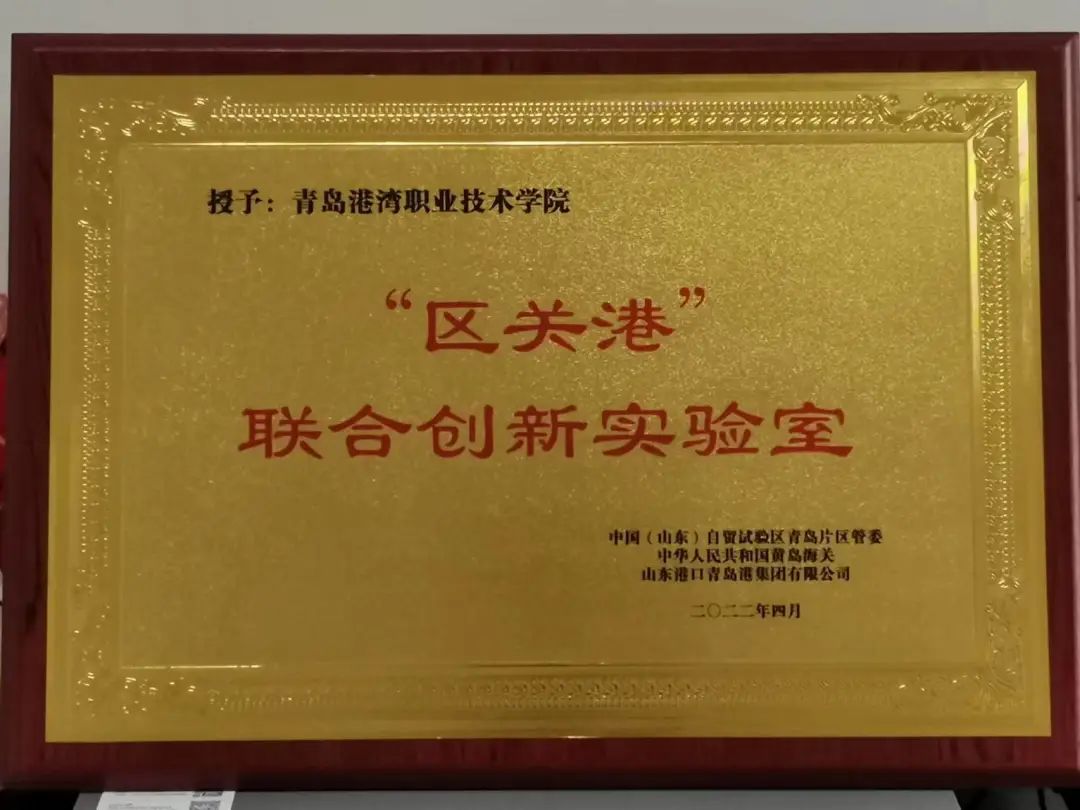 授予：青岛港湾职业技术学院
“区关港”
联合创新实验室
中国（山东）自贸试验区青岛片区管委
中华人民共和国黄岛海关
山东港口青岛港集团有限公司
二〇二二年四月